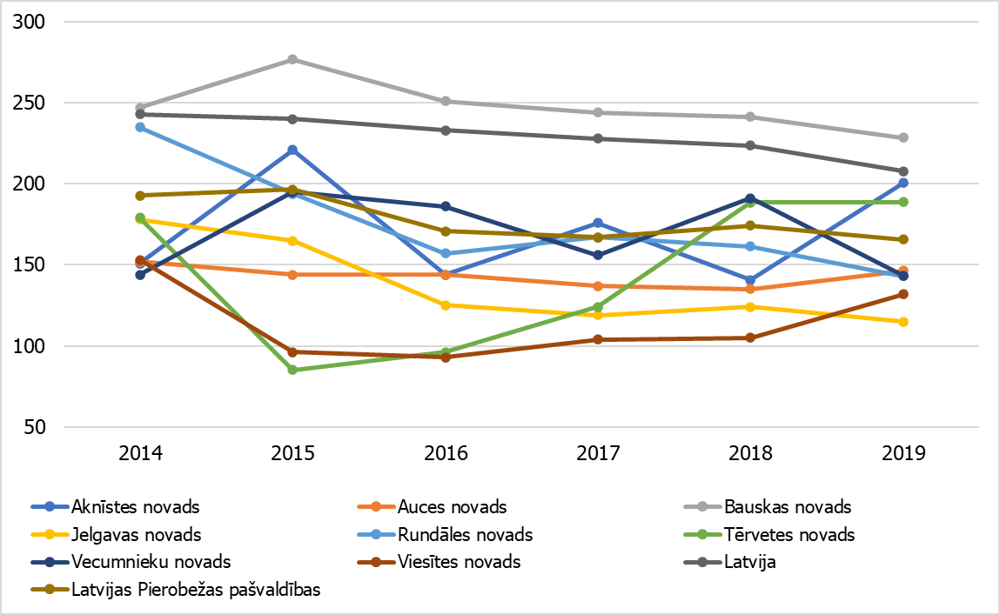 300
250
200
150
100
50
2014 2015 2016 2017 2018 2019
Aknīstes novads Auces novads Bauskas novads
Jelgavas novads Rundāles novads Tērvetes novads
Vecumnieku novads Viesītes novads Latvija
Latvijas Pierobežas pašvaldības